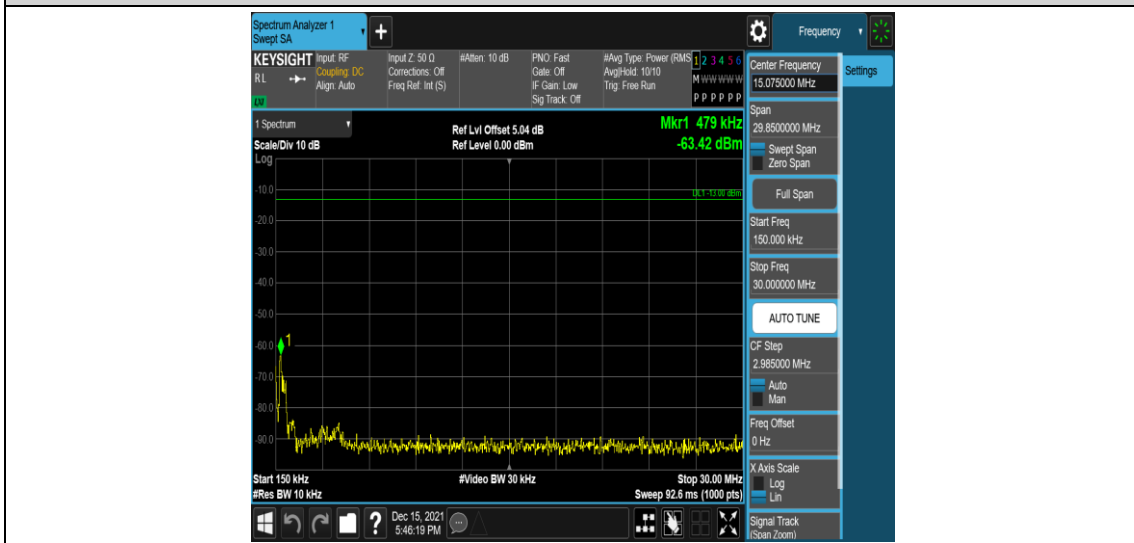 Spectrum Analyzer 1
Swept SA
+
Frequency
KEYSIGHT
RL
Input: RF
Coupling: DC
Align: Auto
Input Z: 50 Ω
Corrections: Off
Freq Ref: Int (S)
#Atten: 10 dB
PNO: Fast
Gate: Off
IF Gain: Low
Sig Track: Off
#Avg Type: Power (RMS
Avg|Hold: 10/10
Trig: Free Run
1 2 3 4 5 6
M W W W W W
P P P P P P
1 Spectrum
Scale/Div 10 dB
Log
Ref Lvl Offset 5.04 dB
Ref Level 0.00 dBm
Mkr1 479 kHz
-63.42 dBm
DL1 -13.00 dBm
-10.0
-20.0
-30.0
-40.0
-50.0
-60.0
-70.0
-80.0
-90.0
1
Start 150 kHz
#Res BW 10 kHz
#Video BW 30 kHz
Stop 30.00 MHz
Sweep 92.6 ms (1000 pts)
Center Frequency
15.075000 MHz
Settings
Span
29.8500000 MHz
Swept Span
Zero Span
Full Span
Start Freq
150.000 kHz
Stop Freq
30.000000 MHz
AUTO TUNE
CF Step
2.985000 MHz
Auto
Man
Freq Offset
0 Hz
X Axis Scale
Log
Lin
Signal Track
(Span Zoom)
?
Dec 15, 2021
5:46:19 PM